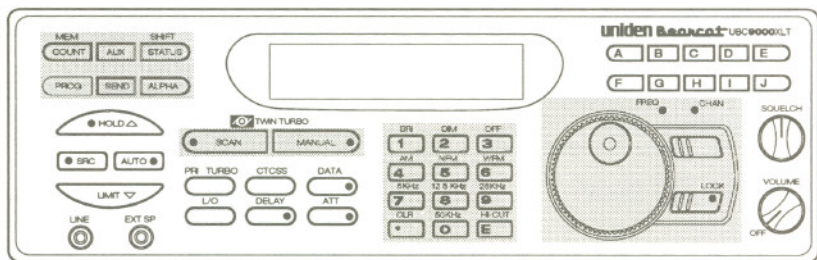 uniden Bearcat UBC9000XLT
MEM SHIFT
COUNT AUX STATUS
PROG SEND ALPHA
A B C D E
F G H I J
FREQ CHAN
SQUELCH
HOLD
SRC AUTO
LIMIT
LINE EXT SP
TWIN TURBO
SCAN MANUAL
PRI TURBO CTCSS DATA
L/O DELAY ATT
BRI DIM OFF
1 2 3
AM NFM WFM
4 5 6
5KHz 12.5 KHz 25KHz
7 8 9
CLR 50KHz HI-CUT
. 0 E
LOCK
VOLUME
OFF